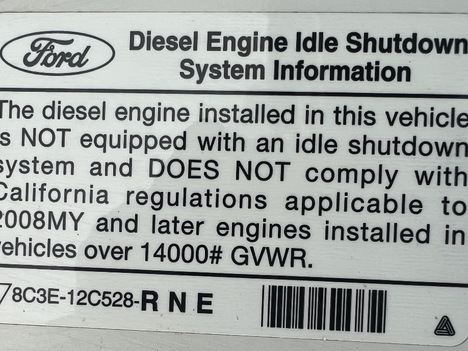 Ford
Diesel Engine Idle Shutdown
System Information
The diesel engine installed in this vehicle
is NOT equipped with an idle shutdown
system and DOES NOT comply with
California regulations applicable to
2008MY and later engines installed in
vehicles over 14000# GVWR.
8C3E-12C528-R N E